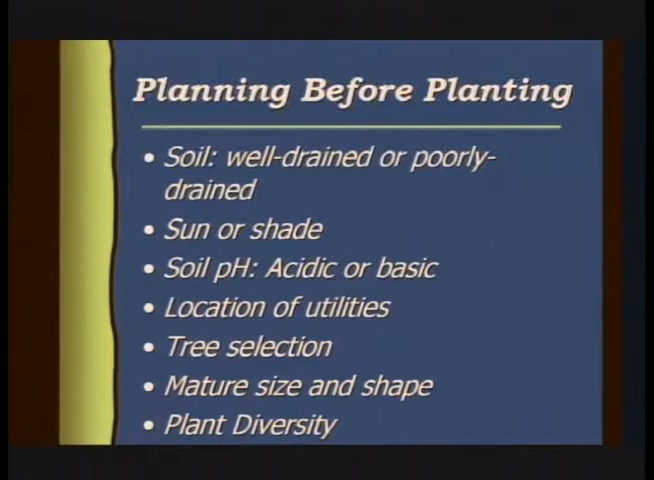 Planning Before Planting
• Soil: well-drained or poorly-
drained
• Sun or shade
• Soil pH: Acidic or basic
• Location of utilities
• Tree selection
• Mature size and shape
• Plant Diversity